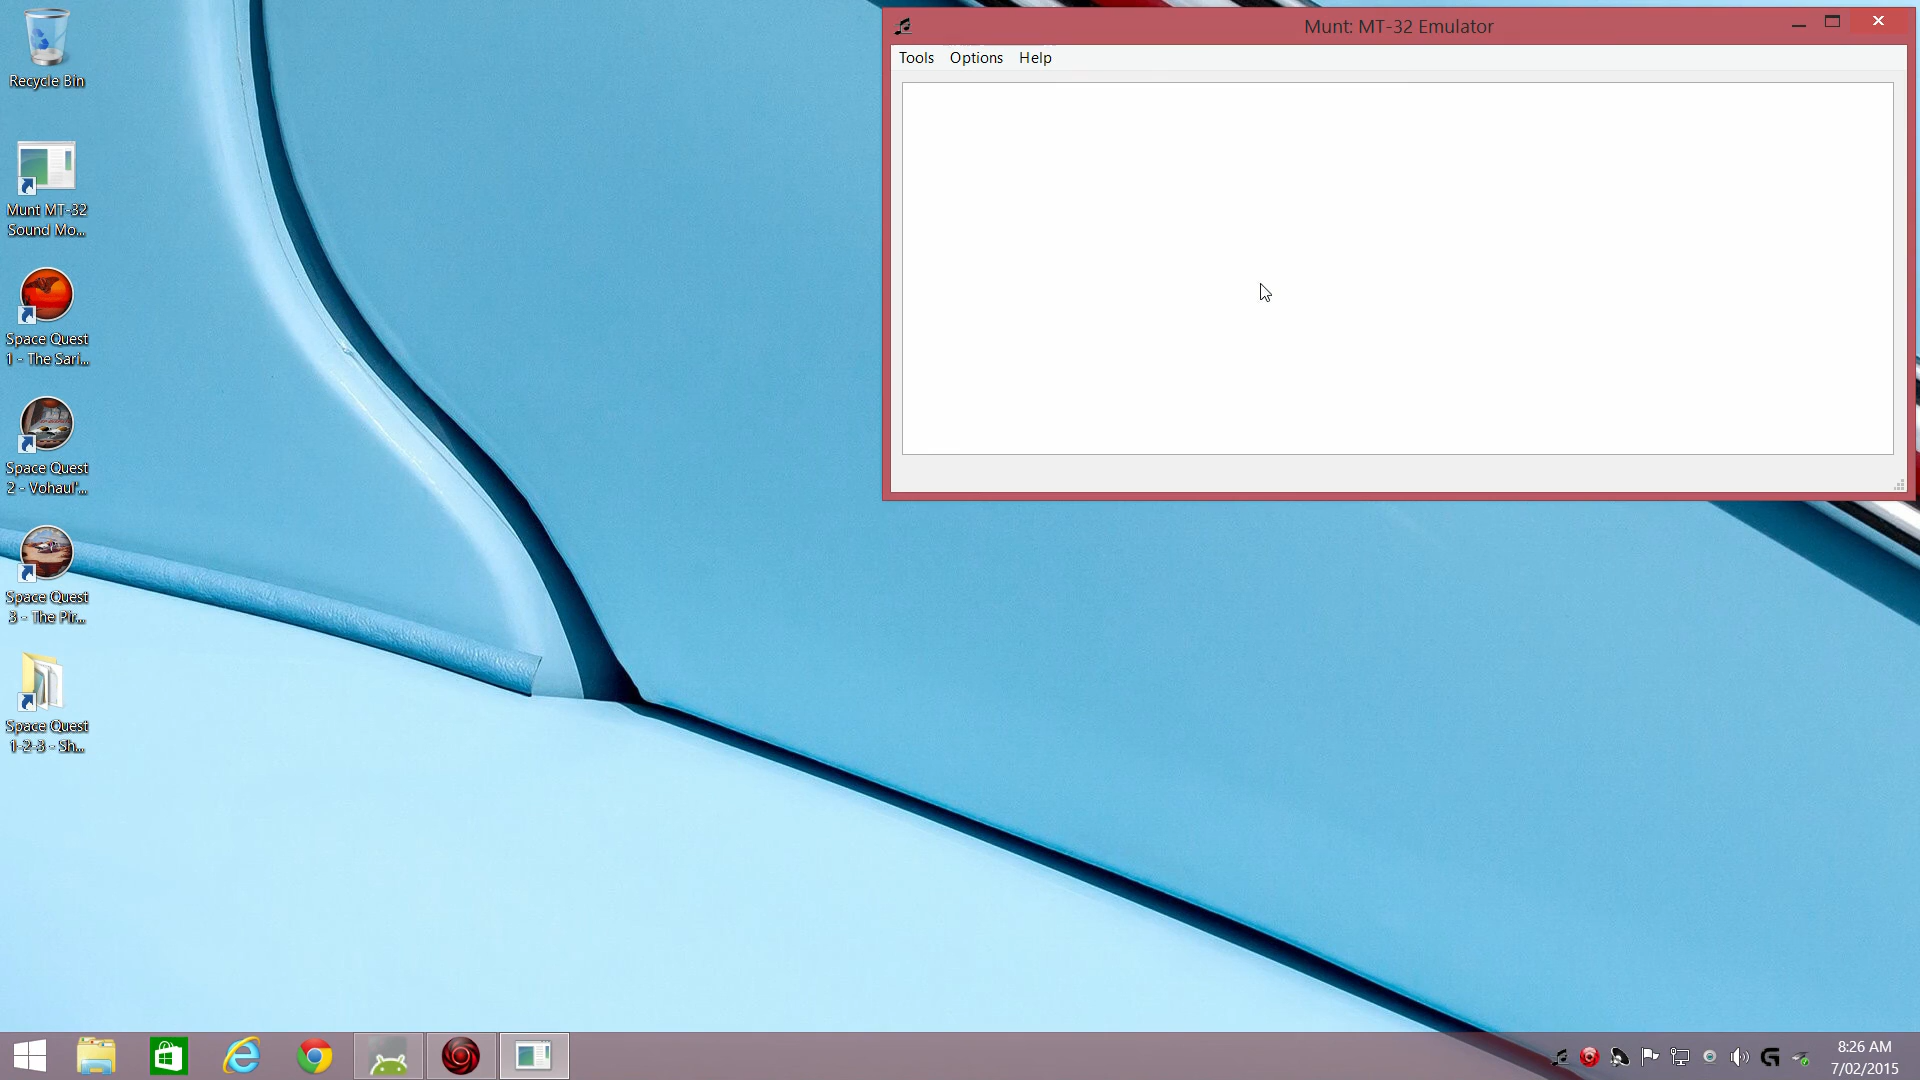 Recycle Bin
Munt MT-32
Sound Mo...
Space Quest
1 - The Sari...
Space Quest
2 - Vohaul'...
Space Quest
3 - The Pir...
Space Quest
1-2-3 - Sh...
Munt: MT-32 Emulator
Tools Options Help
8:26 AM
7/02/2015